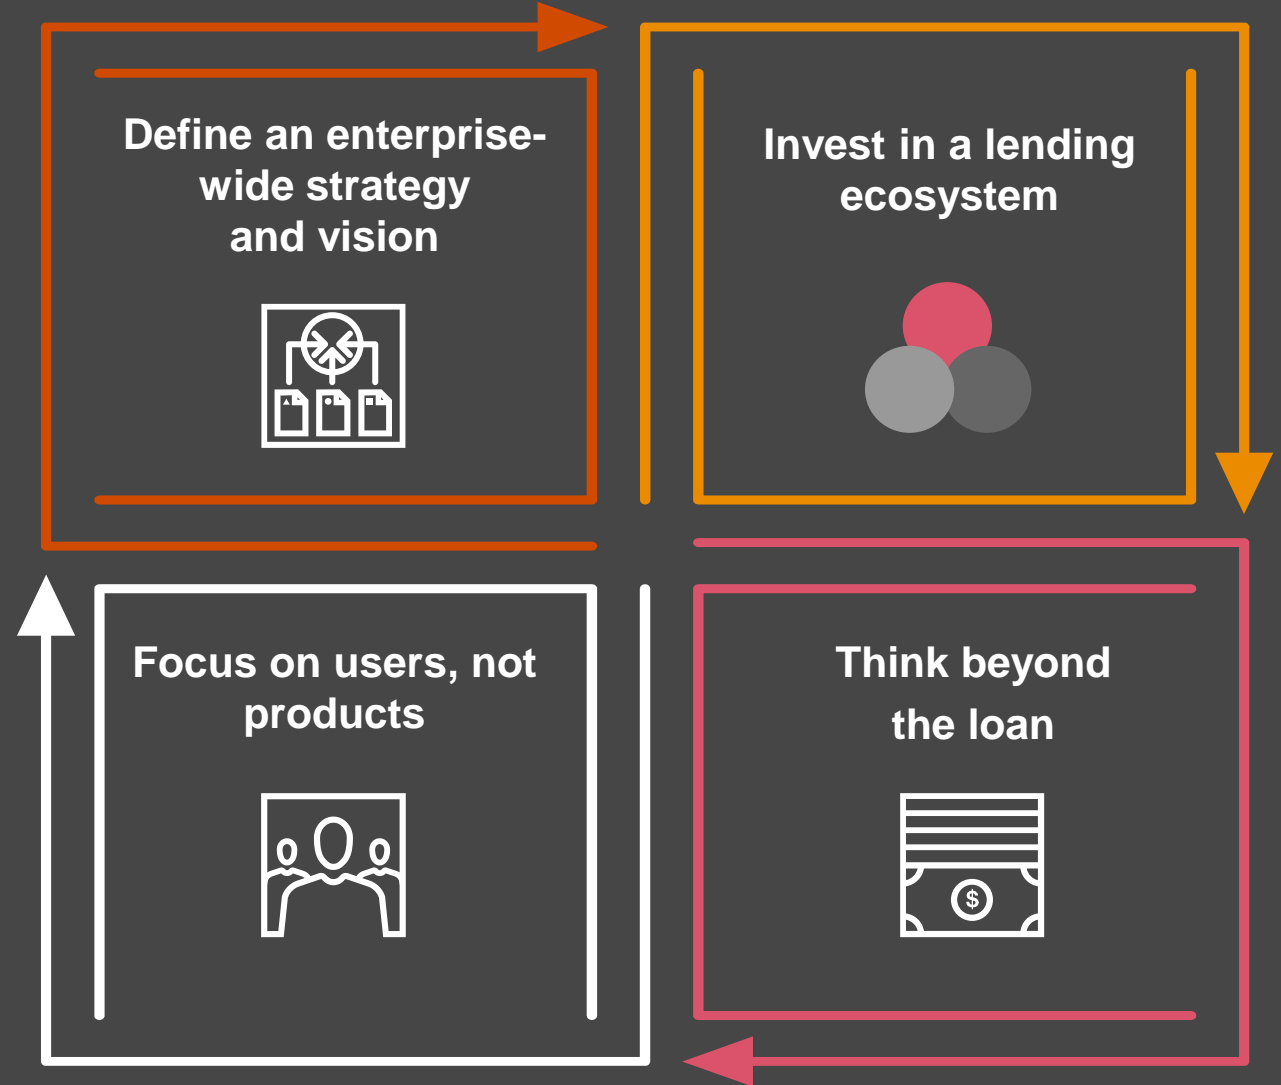 Define an enterprise-
wide strategy
and vision
Invest in a lending
ecosystem
Focus on users, not
products
Think beyond
the loan
$